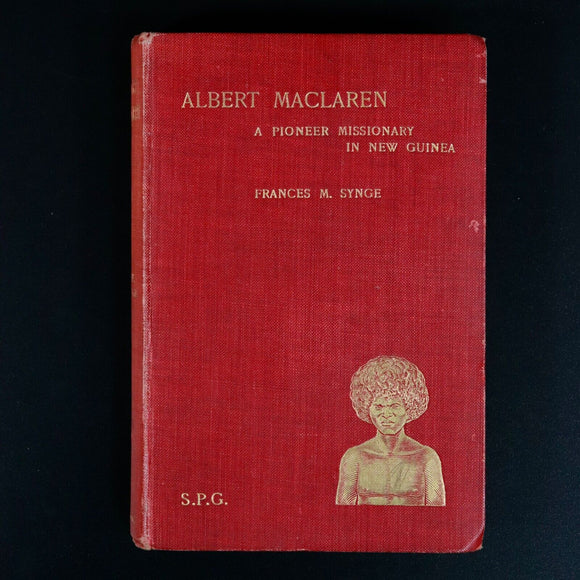 ALBERT MACLAREN
A PIONEER MISSIONARY
IN NEW GUINEA
FRANCES M. SYNGE
S.P.G.